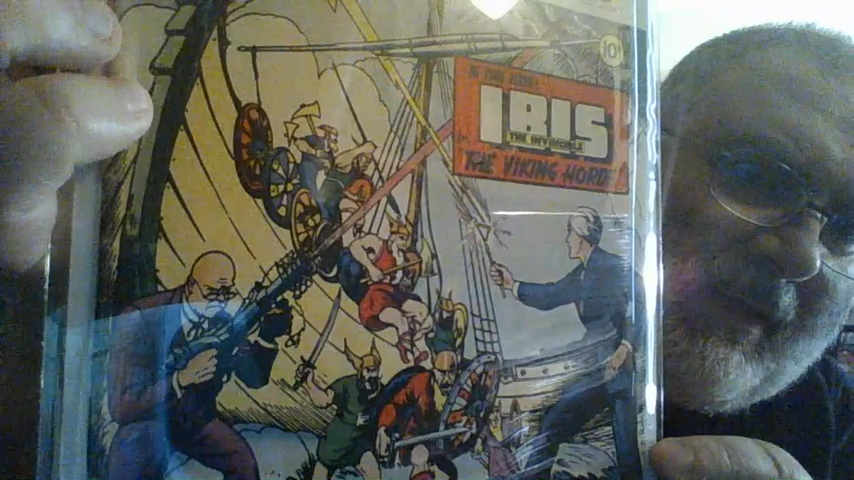 10¢
IN THIS ISSUE
IBIS
THE INVINCIBLE
THE VIKING HORDE!